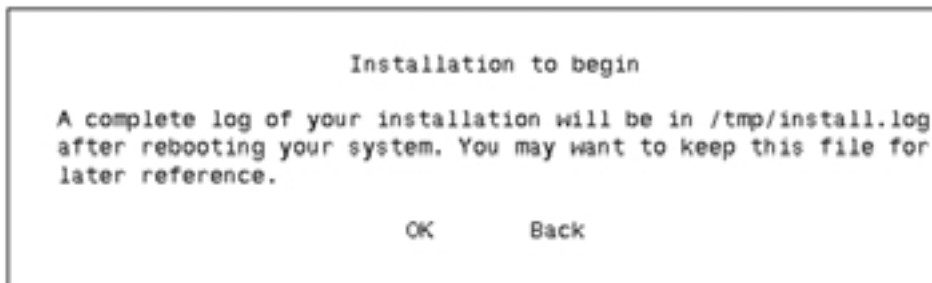 Installation to begin
A complete log of your installation will be in /tmp/install.log
after rebooting your system. You may want to keep this file for
later reference.
OK Back